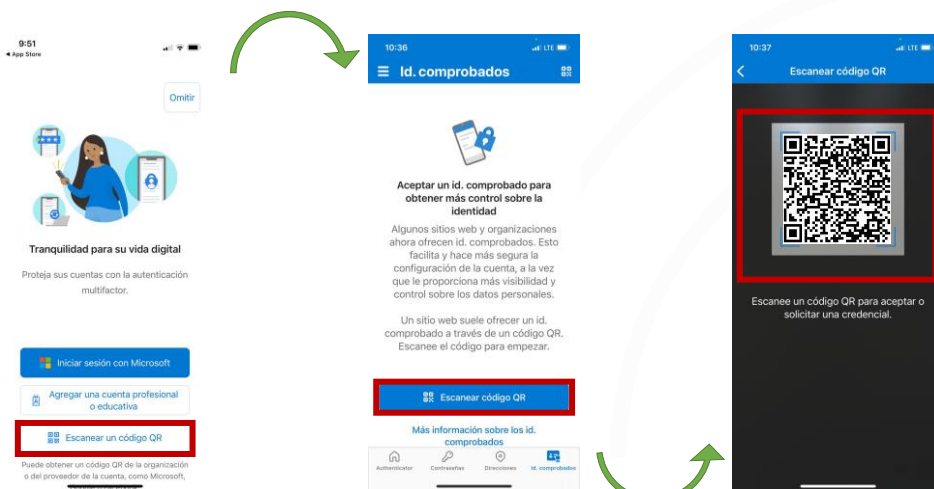 9:51
App Store
Omitir
Tranquilidad para su vida digital
Proteja sus cuentas con la autenticación
multifactor.
Iniciar sesión con Microsoft
Agregar una cuenta profesional
o educativa
Escanear un código QR
Puede obtener un código QR de la organización
o del proveedor de la cuenta, como Microsoft,
10:36
LTE
Id. comprobados
Aceptar un id. comprobado para
obtener más control sobre la
identidad
Algunos sitios web y organizaciones
ahora ofrecen id. comprobados. Esto
facilita y hace más segura la
configuración de la cuenta, a la vez
que le proporciona más visibilidad y
control sobre los datos personales.
Un sitio web suele ofrecer un id.
comprobado a través de un código QR.
Escanee el código para empezar.
Escanear código QR
Más información sobre los id.
comprobados
Authenticator
Contraseñas
Direcciones
Id. comprobados
10:37
LTE
Escanear código QR
Escanee un código QR para aceptar o
solicitar una credencial.